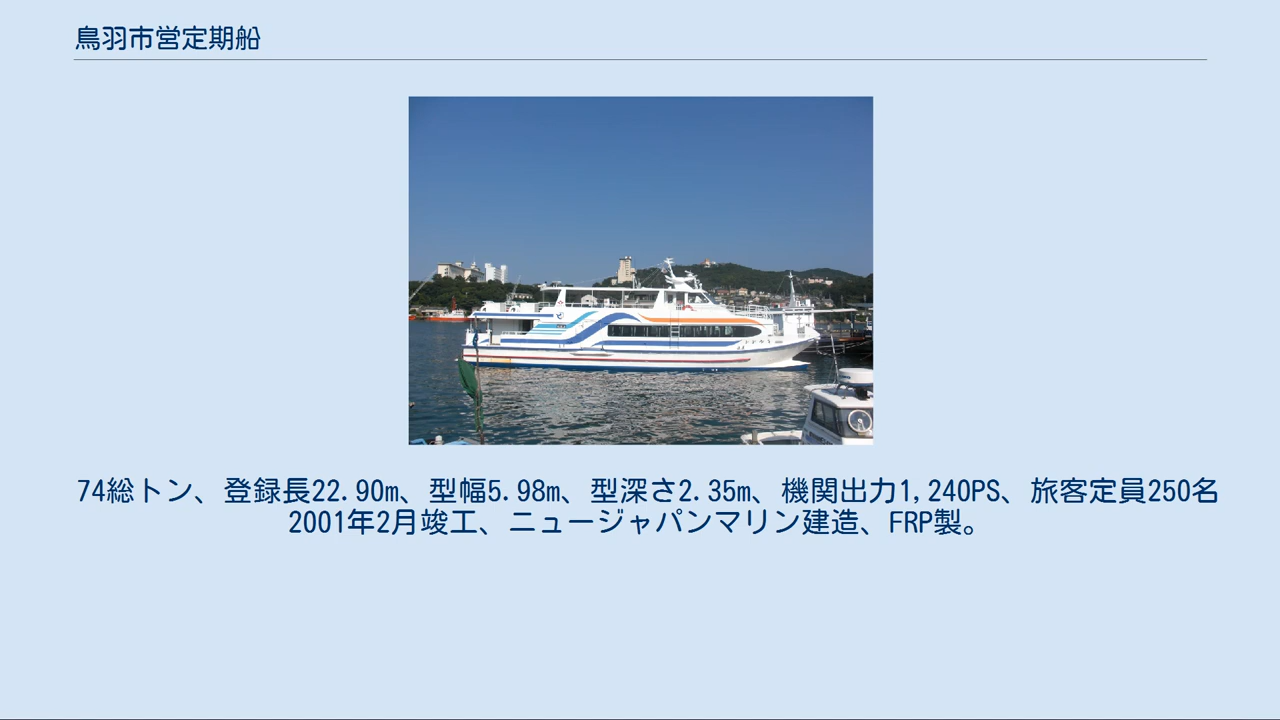 鳥羽市営定期船
74総トン、登録長22.90m、型幅5.98m、型深さ2.35m、機関出力1,240PS、旅客定員250名
2001年2月竣工、ニュージャパンマリン建造、FRP製。